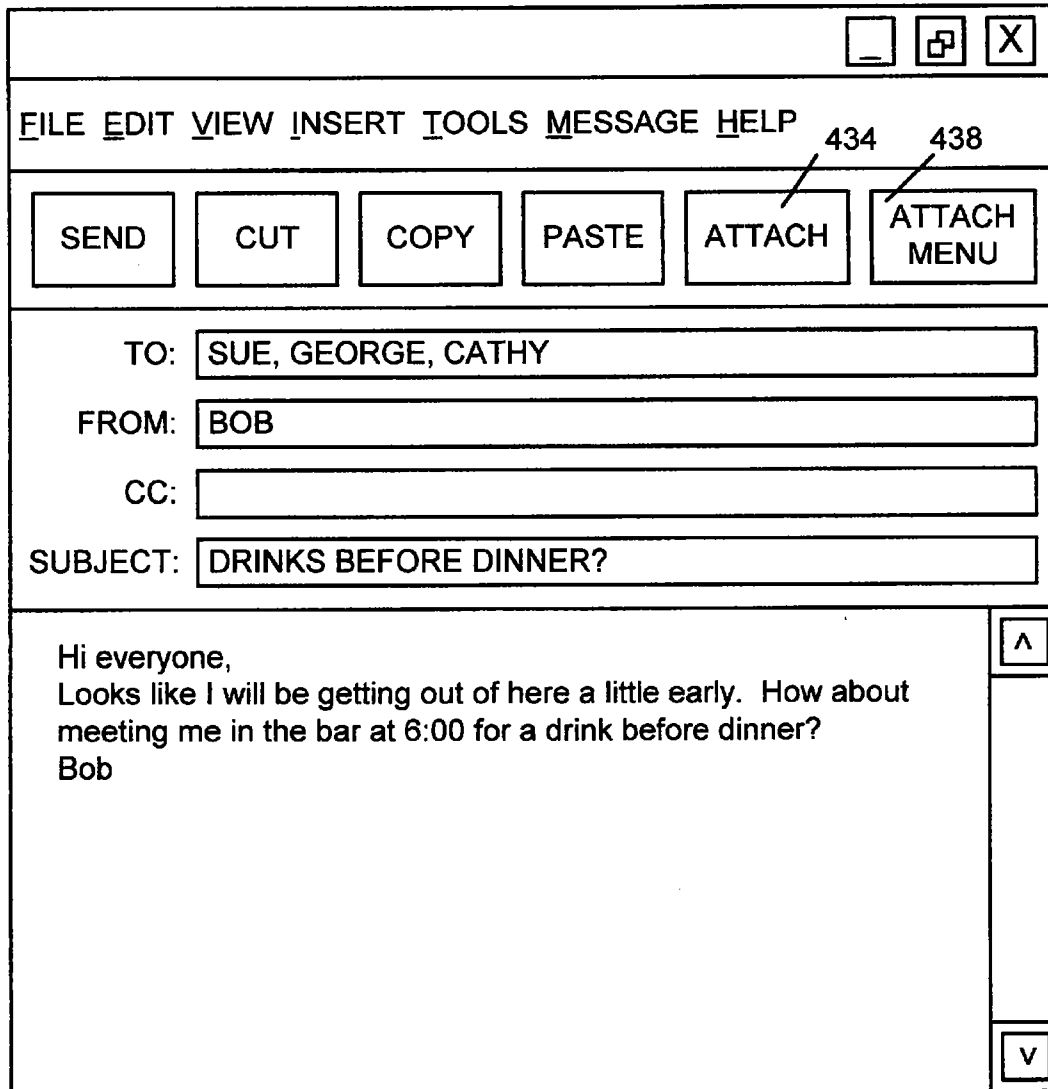 _ X
FILE EDIT VIEW INSERT TOOLS MESSAGE HELP
434 438
SEND CUT COPY PASTE ATTACH ATTACH MENU
TO: SUE, GEORGE, CATHY
FROM: BOB
CC:
SUBJECT: DRINKS BEFORE DINNER?
Hi everyone,
Looks like I will be getting out of here a little early. How about
meeting me in the bar at 6:00 for a drink before dinner?
Bob
^
v